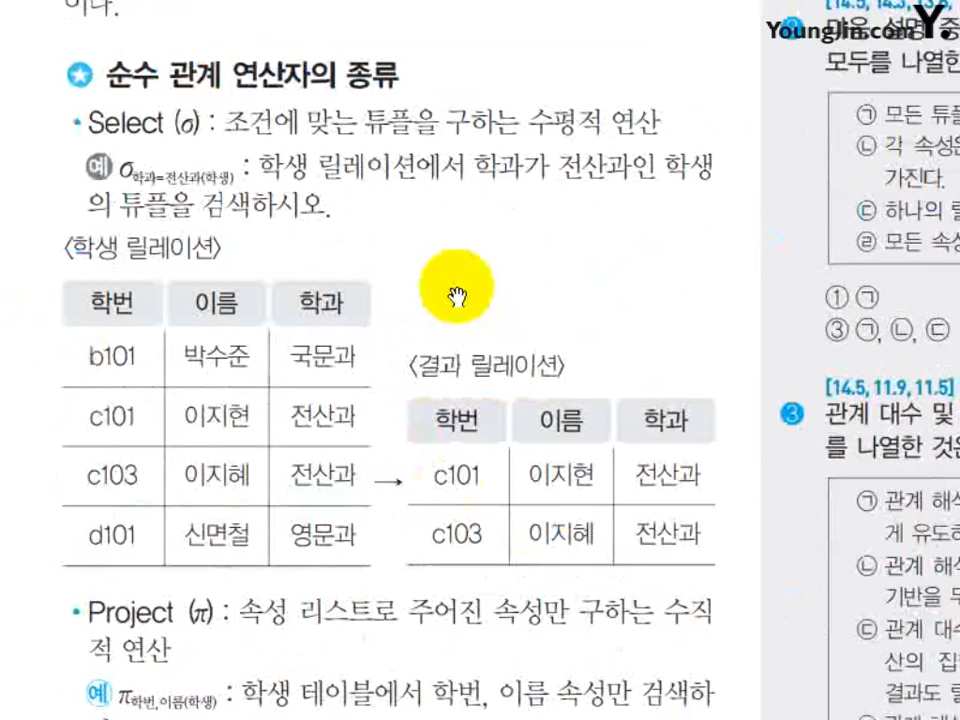 이다.
순수 관계 연산자의 종류
• Select (σ) : 조건에 맞는 튜플을 구하는 수평적 연산
예 σ학과=전산과(학생) : 학생 릴레이션에서 학과가 전산과인 학생
의 튜플을 검색하시오.
〈학생 릴레이션〉
학번 이름 학과
b101 박수준 국문과
c101 이지현 전산과
c103 이지혜 전산과
d101 신면철 영문과
〈결과 릴레이션〉
학번 이름 학과
→ c101 이지현 전산과
c103 이지혜 전산과
• Project (π) : 속성 리스트로 주어진 속성만 구하는 수직
적 연산
예 π학번,이름(학생) : 학생 테이블에서 학번, 이름 속성만 검색하
YoungJin.com Y.
모두를 나열한
㉠ 모든 튜플
㉡ 각 속성은
가진다.
㉢ 하나의 릴
㉣ 모든 속성
① ㉠
③ ㉠, ㉡, ㉢
[14.5, 11.9, 11.5]
3 관계 대수 및
를 나열한 것은
㉠ 관계 해석
게 유도하
㉡ 관계 해석
기반을 두
㉢ 관계 대수
산의 집합
결과도 릴